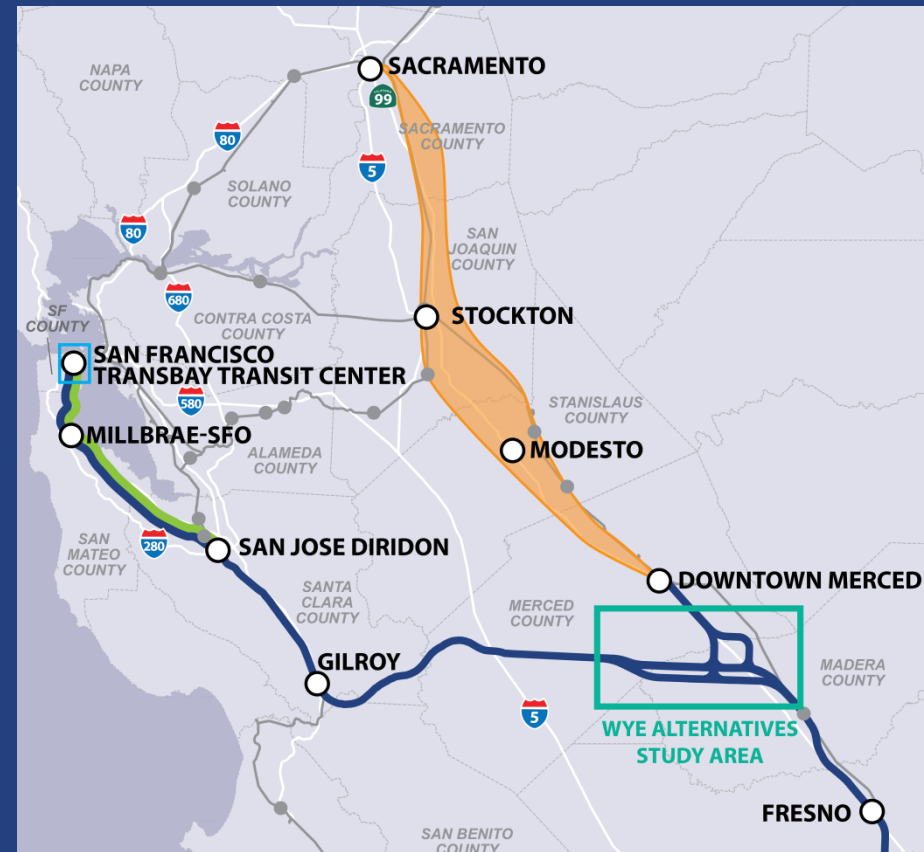 SACRAMENTO
NAPA
COUNTY
CALIFORNIA
99
80
SACRAMENTO
COUNTY
5
SOLANO
COUNTY
80
SAN
JOAQUIN
COUNTY
680
SF
COUNTY
CONTRA COSTA
COUNTY
STOCKTON
SAN FRANCISCO
TRANSBAY TRANSIT CENTER
580
STANISLAUS
COUNTY
MILLBRAE-SFO
ALAMEDA
COUNTY
MODESTO
SAN
MATEO
COUNTY
280
SAN JOSE DIRIDON
SANTA
CLARA
COUNTY
DOWNTOWN MERCED
MERCED
COUNTY
GILROY
MADERA
COUNTY
5
WYE ALTERNATIVES
STUDY AREA
FRESNO
SAN BENITO
COUNTY